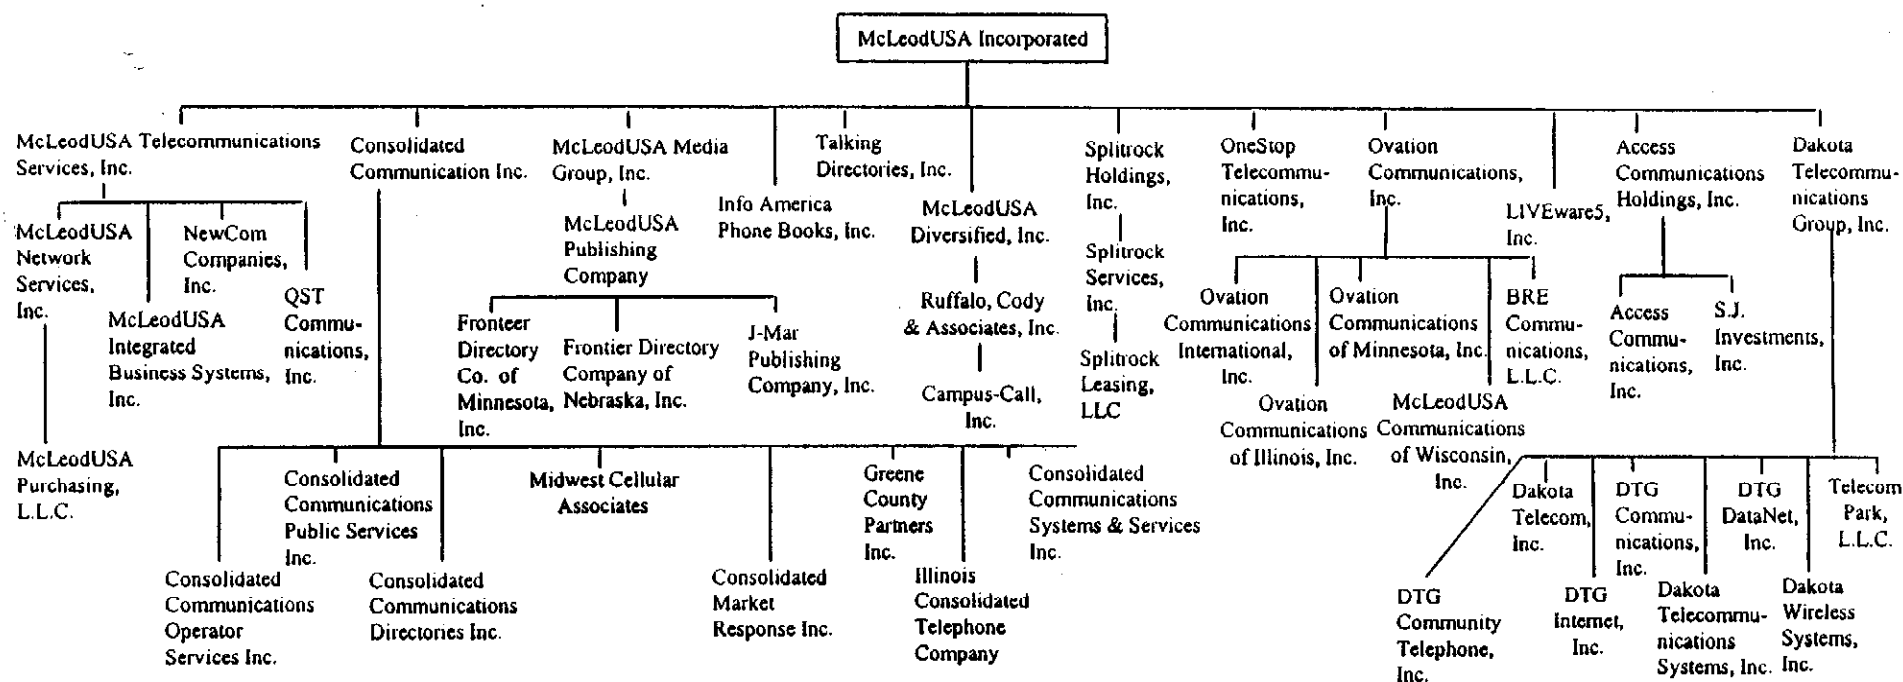 McLeodUSA Incorporated
McLeodUSA Telecommunications
Services, Inc.
Consolidated
Communication Inc.
McLeodUSA Media
Group, Inc.
Info America
Phone Books, Inc.
Talking
Directories, Inc.
McLeodUSA
Diversified, Inc.
Splitrock
Holdings,
Inc.
OneStop
Telecommu-
nications,
Inc.
Ovation
Communications,
Inc.
LIVEware5,
Inc.
Access
Communications
Holdings, Inc.
Dakota
Telecommu-
nications
Group, Inc.
McLeodUSA
Network
Services,
Inc.
McLeodUSA
Integrated
Business Systems,
Inc.
NewCom
Companies,
Inc.
QST
Commu-
nications,
Inc.
McLeodUSA
Publishing
Company
Ruffalo, Cody
& Associates, Inc.
Splitrock
Services,
Inc.
Ovation
Communications
International,
Inc.
Ovation
Communications
of Illinois, Inc.
Ovation
Communications
of Minnesota, Inc.
McLeodUSA
Communications
of Wisconsin,
Inc.
BRE
Commu-
nications,
L.L.C.
Access
Commu-
nications,
Inc.
S.J.
Investments,
Inc.
Fronteer
Directory
Co. of
Minnesota,
Inc.
Frontier Directory
Company of
Nebraska, Inc.
J-Mar
Publishing
Company, Inc.
Campus-Call,
Inc.
Splitrock
Leasing,
LLC
McLeodUSA
Purchasing,
L.L.C.
Consolidated
Communications
Operator
Services Inc.
Consolidated
Communications
Public Services
Inc.
Consolidated
Communications
Directories Inc.
Midwest Cellular
Associates
Consolidated
Market
Response Inc.
Greene
County
Partners
Inc.
Illinois
Consolidated
Telephone
Company
Consolidated
Communications
Systems & Services
Inc.
DTG
Community
Telephone,
Inc.
Dakota
Telecom,
Inc.
DTG
Internet,
Inc.
DTG
Commu-
nications,
Inc.
Dakota
Telecommu-
nications
Systems, Inc.
DTG
DataNet,
Inc.
Dakota
Wireless
Systems,
Inc.
Telecom
Park,
L.L.C.